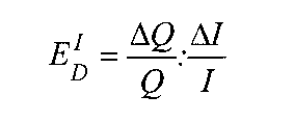 E_D^I = ΔQ/Q : ΔI/I